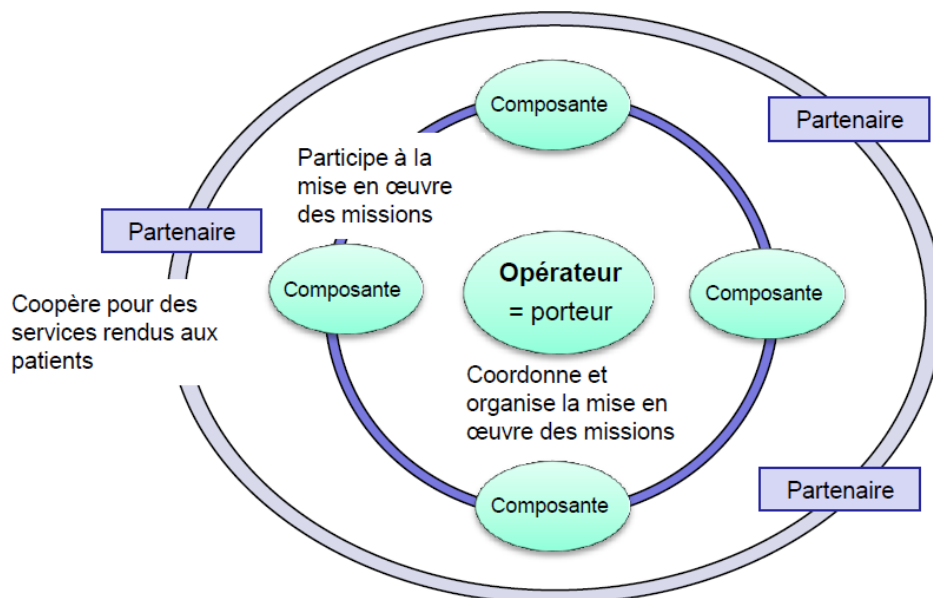 Composante
Partenaire
Participe à la
mise en œuvre
des missions
Partenaire
Composante
Opérateur
= porteur
Composante
Coopère pour des
services rendus aux
patients
Coordonne et
organise la mise en
œuvre des missions
Composante
Partenaire